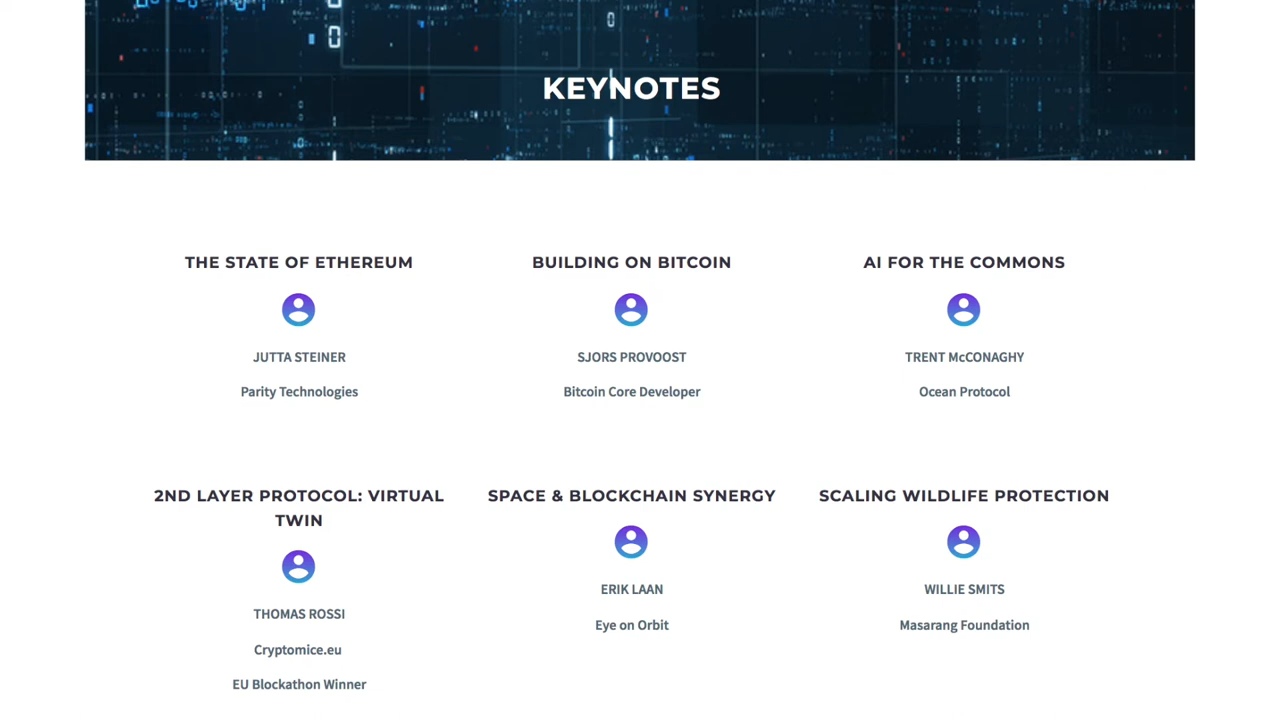 KEYNOTES
THE STATE OF ETHEREUM
JUTTA STEINER
Parity Technologies
BUILDING ON BITCOIN
SJORS PROVOOST
Bitcoin Core Developer
AI FOR THE COMMONS
TRENT McCONAGHY
Ocean Protocol
2ND LAYER PROTOCOL: VIRTUAL
TWIN
THOMAS ROSSI
Cryptomice.eu
EU Blockathon Winner
SPACE & BLOCKCHAIN SYNERGY
ERIK LAAN
Eye on Orbit
SCALING WILDLIFE PROTECTION
WILLIE SMITS
Masarang Foundation